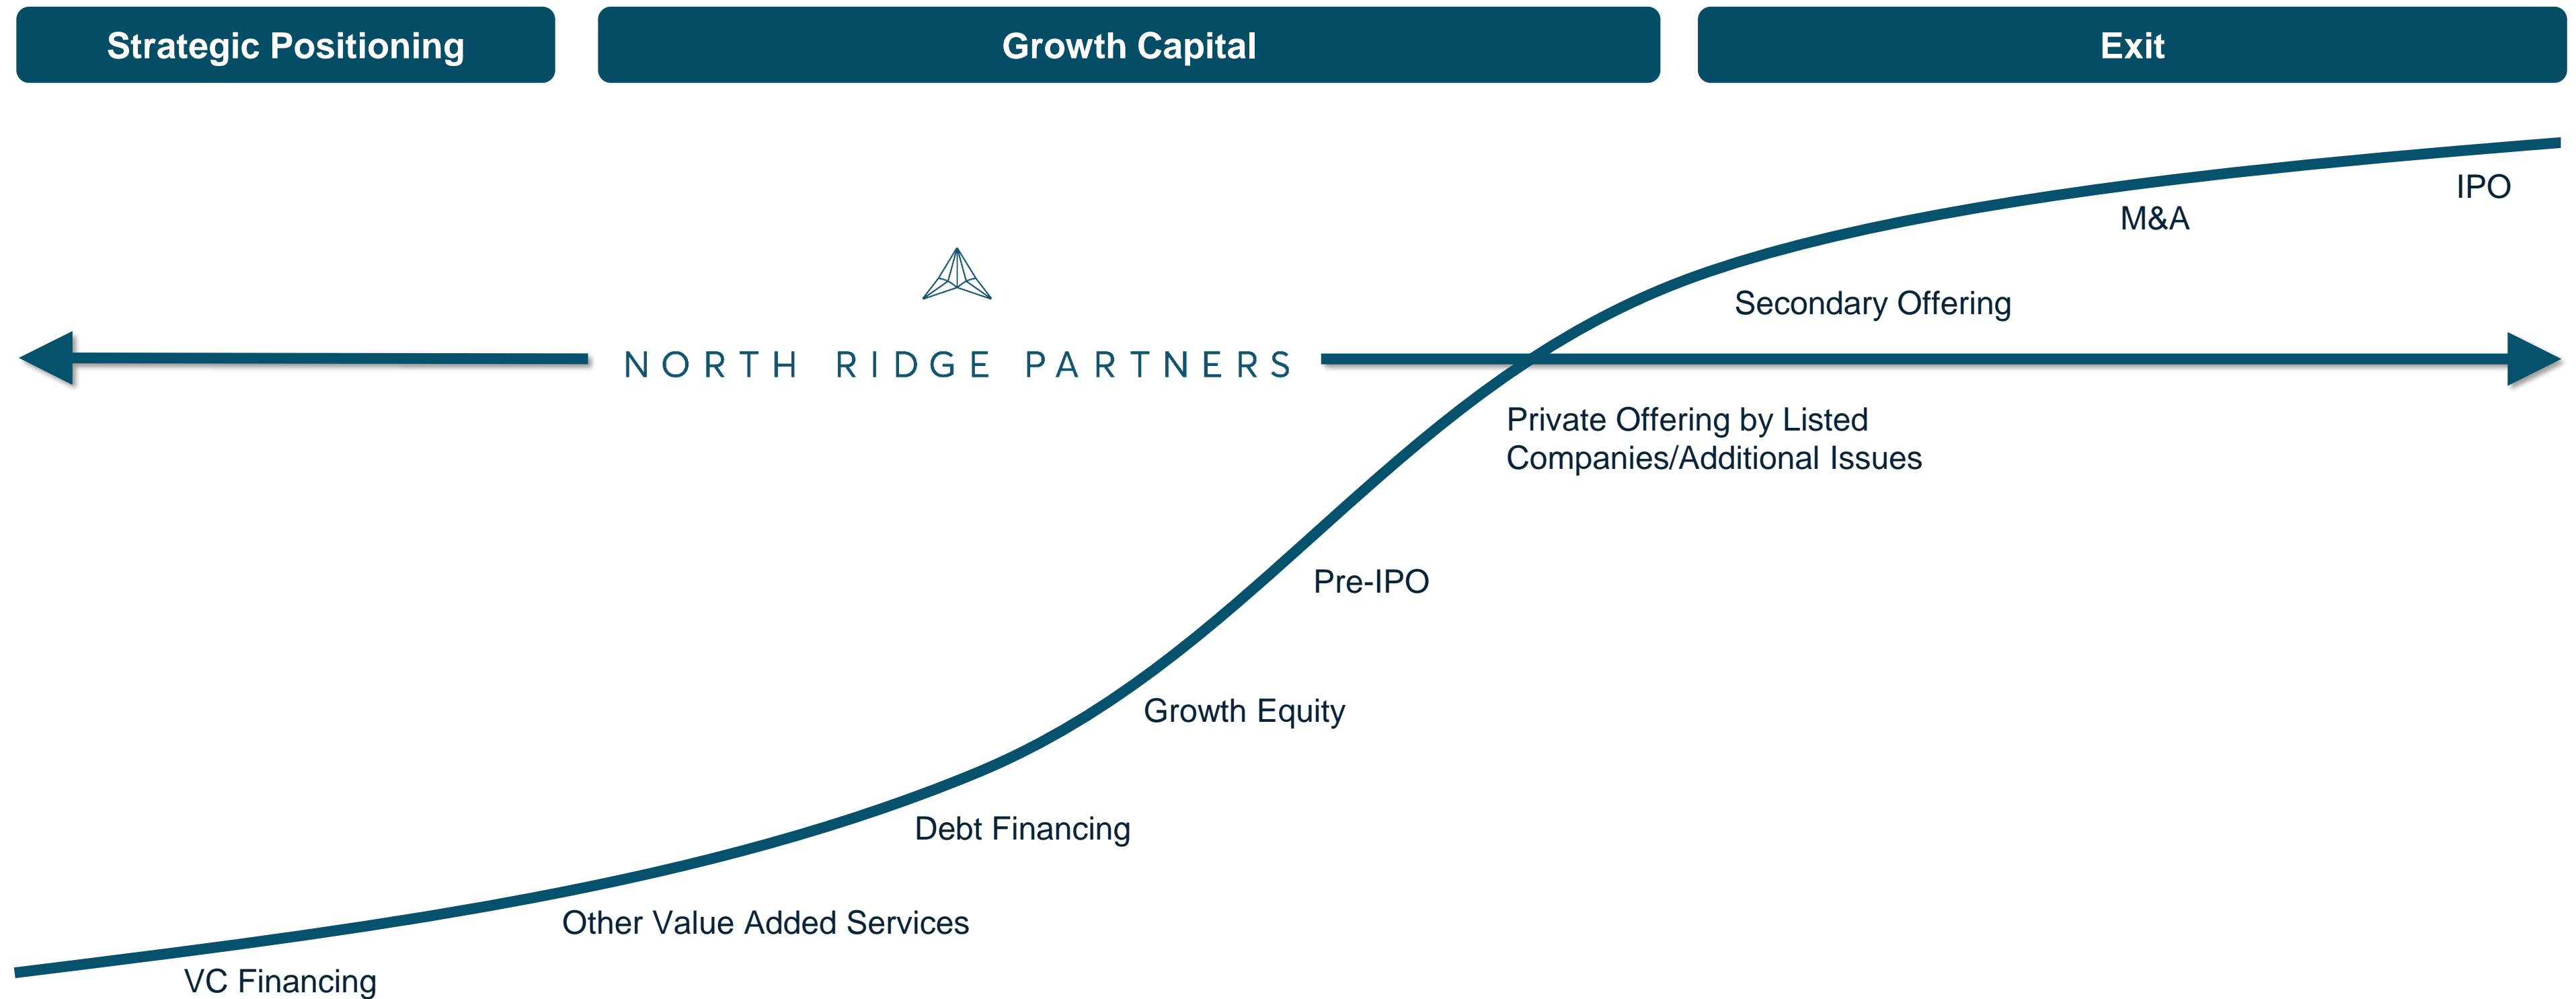 Strategic Positioning
Growth Capital
Exit
IPO
M&A
Secondary Offering
NORTH RIDGE PARTNERS
Private Offering by Listed
Companies/Additional Issues
Pre-IPO
Growth Equity
Debt Financing
Other Value Added Services
VC Financing